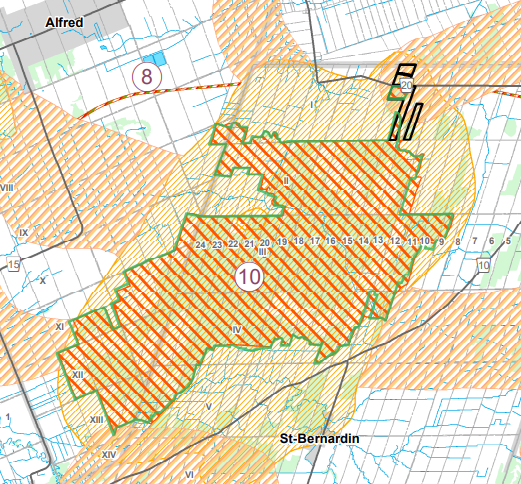 Alfred
8
20
I
VIII
II
IX
24 23 22 21 20 19 18 17 16 15 14 13 12 11 10 9 8 7 6 5
III
15
10
10
X
XI
IV
XII
V
1
XIII
St-Bernardin
XIV
VI